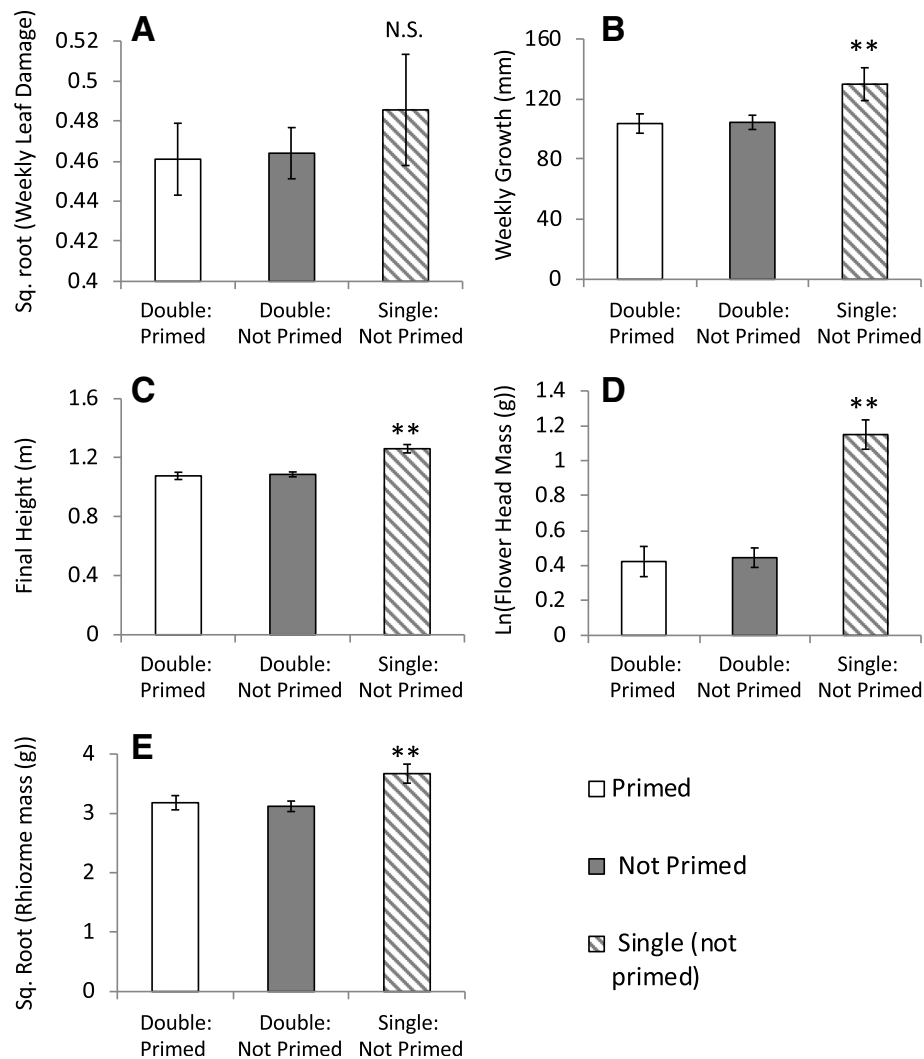 A
N.S.
Sq. root (Weekly Leaf Damage)
0.52
0.5
0.48
0.46
0.44
0.42
0.4
Double: Double: Single:
Primed Not Primed Not Primed
B
**
Weekly Growth (mm)
160
120
80
40
0
Double: Double: Single:
Primed Not Primed Not Primed
C
**
Final Height (m)
1.6
1.2
0.8
0.4
0
Double: Double: Single:
Primed Not Primed Not Primed
D
**
Ln(Flower Head Mass (g))
1.4
1.2
1
0.8
0.6
0.4
0.2
0
Double: Double: Single:
Primed Not Primed Not Primed
E
**
Sq. Root (Rhiozme mass (g))
4
3
2
1
0
Double: Double: Single:
Primed Not Primed Not Primed
Primed
Not Primed
Single (not
primed)